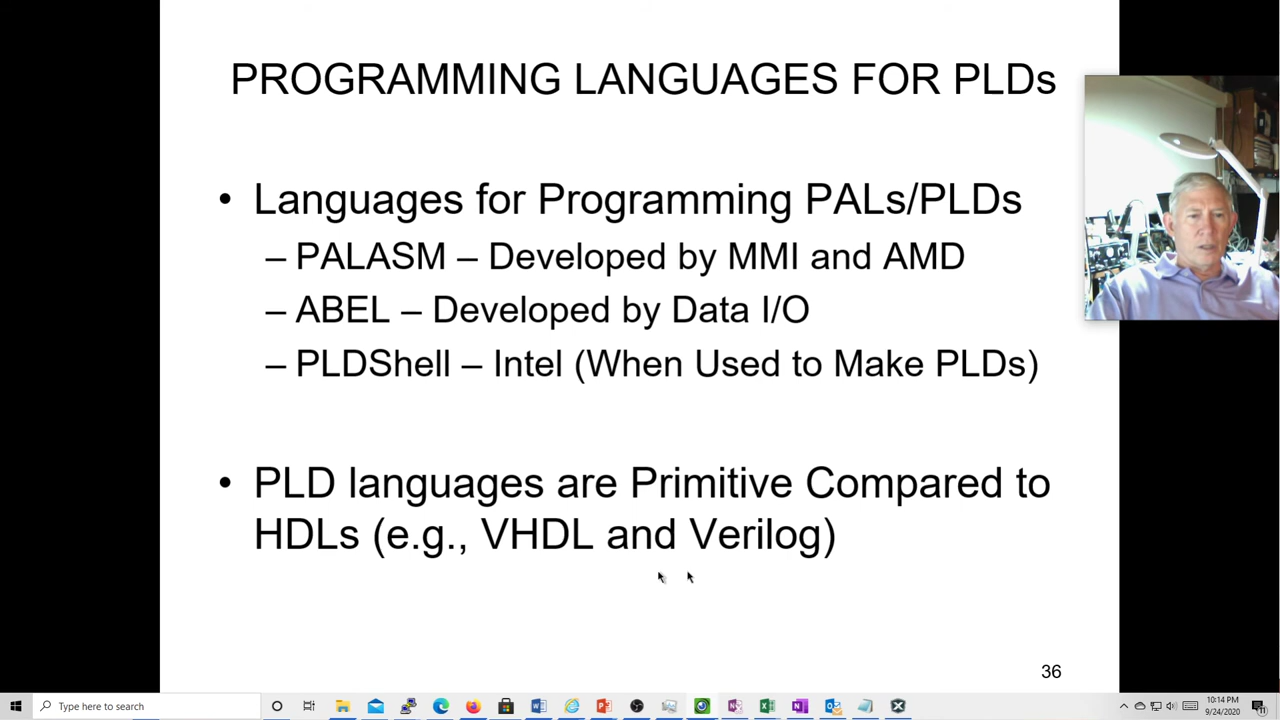 PROGRAMMING LANGUAGES FOR PLDs
• Languages for Programming PALs/PLDs
– PALASM – Developed by MMI and AMD
– ABEL – Developed by Data I/O
– PLDShell – Intel (When Used to Make PLDs)
• PLD languages are Primitive Compared to
HDLs (e.g., VHDL and Verilog)
36
Type here to search
10:14 PM
9/24/2020